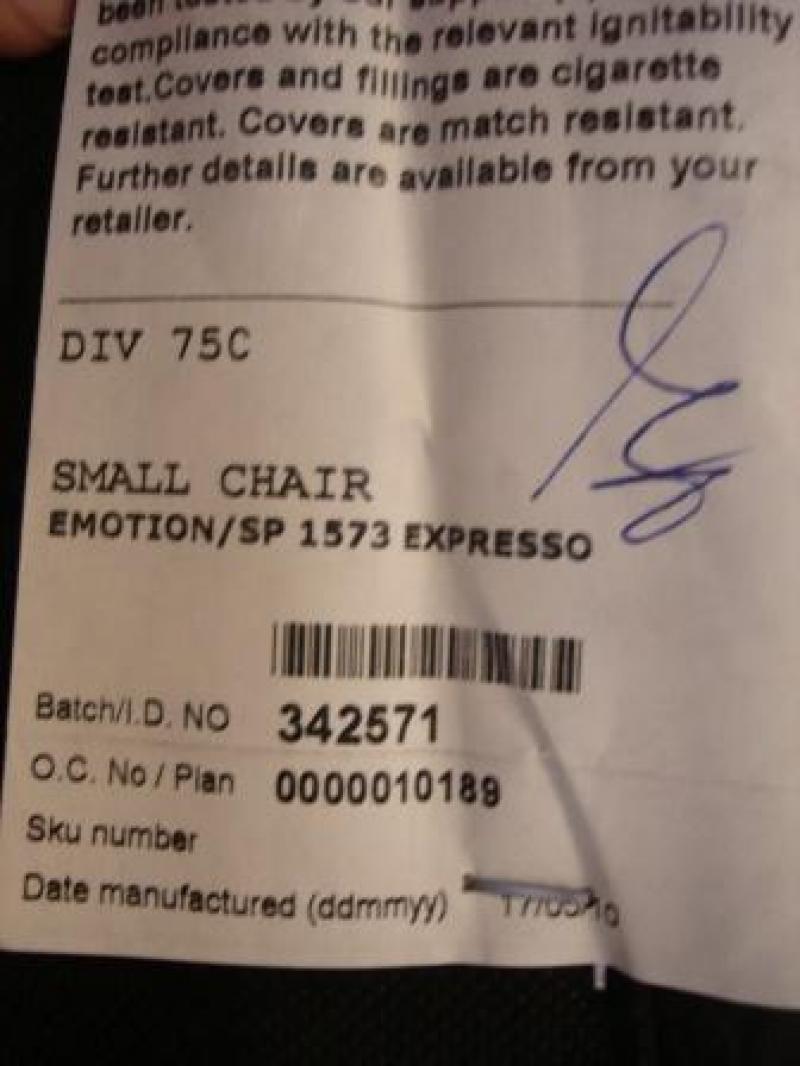 been
compliance with the relevant ignitability
test.Covers and fillings are cigarette
resistant. Covers are match resistant.
Further details are available from your
retailer.
DIV 75C
SMALL CHAIR
EMOTION/SP 1573 EXPRESSO
Batch/I.D. NO 342571
O.C. No / Plan 0000010189
Sku number
Date manufactured (ddmmyy) 17/05/10